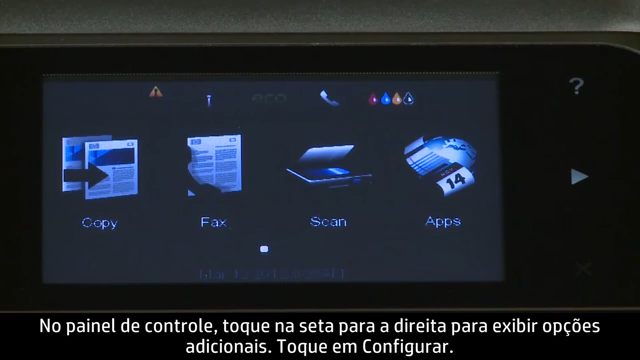 eco
?
14
Copy
Fax
Scan
Apps
No painel de controle, toque na seta para a direita para exibir opções
adicionais. Toque em Configurar.